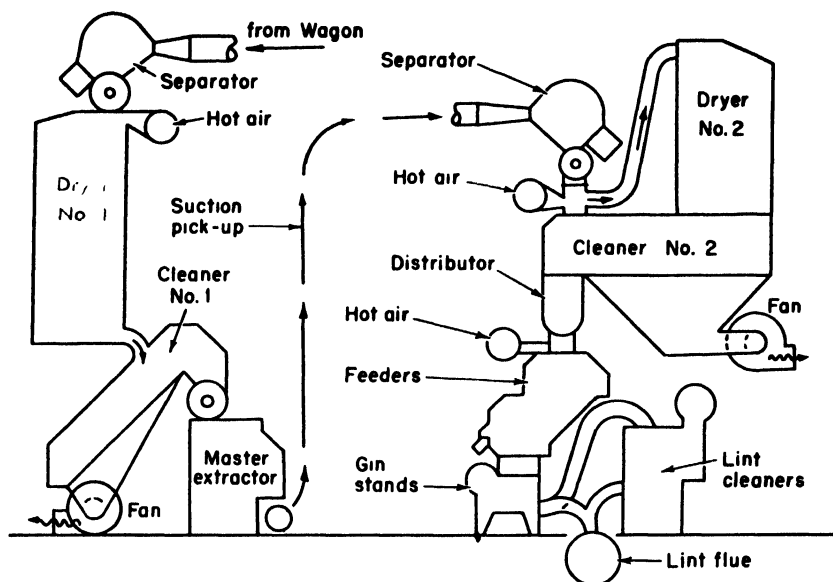 from Wagon
Separator
Hot air
No. 1
Suction
pick-up
Cleaner
No. 1
Master
extractor
Fan
Separator
Dryer
No. 2
Hot air
Cleaner No. 2
Distributor
Hot air
Fan
Feeders
Gin
stands
Lint
cleaners
Lint flue